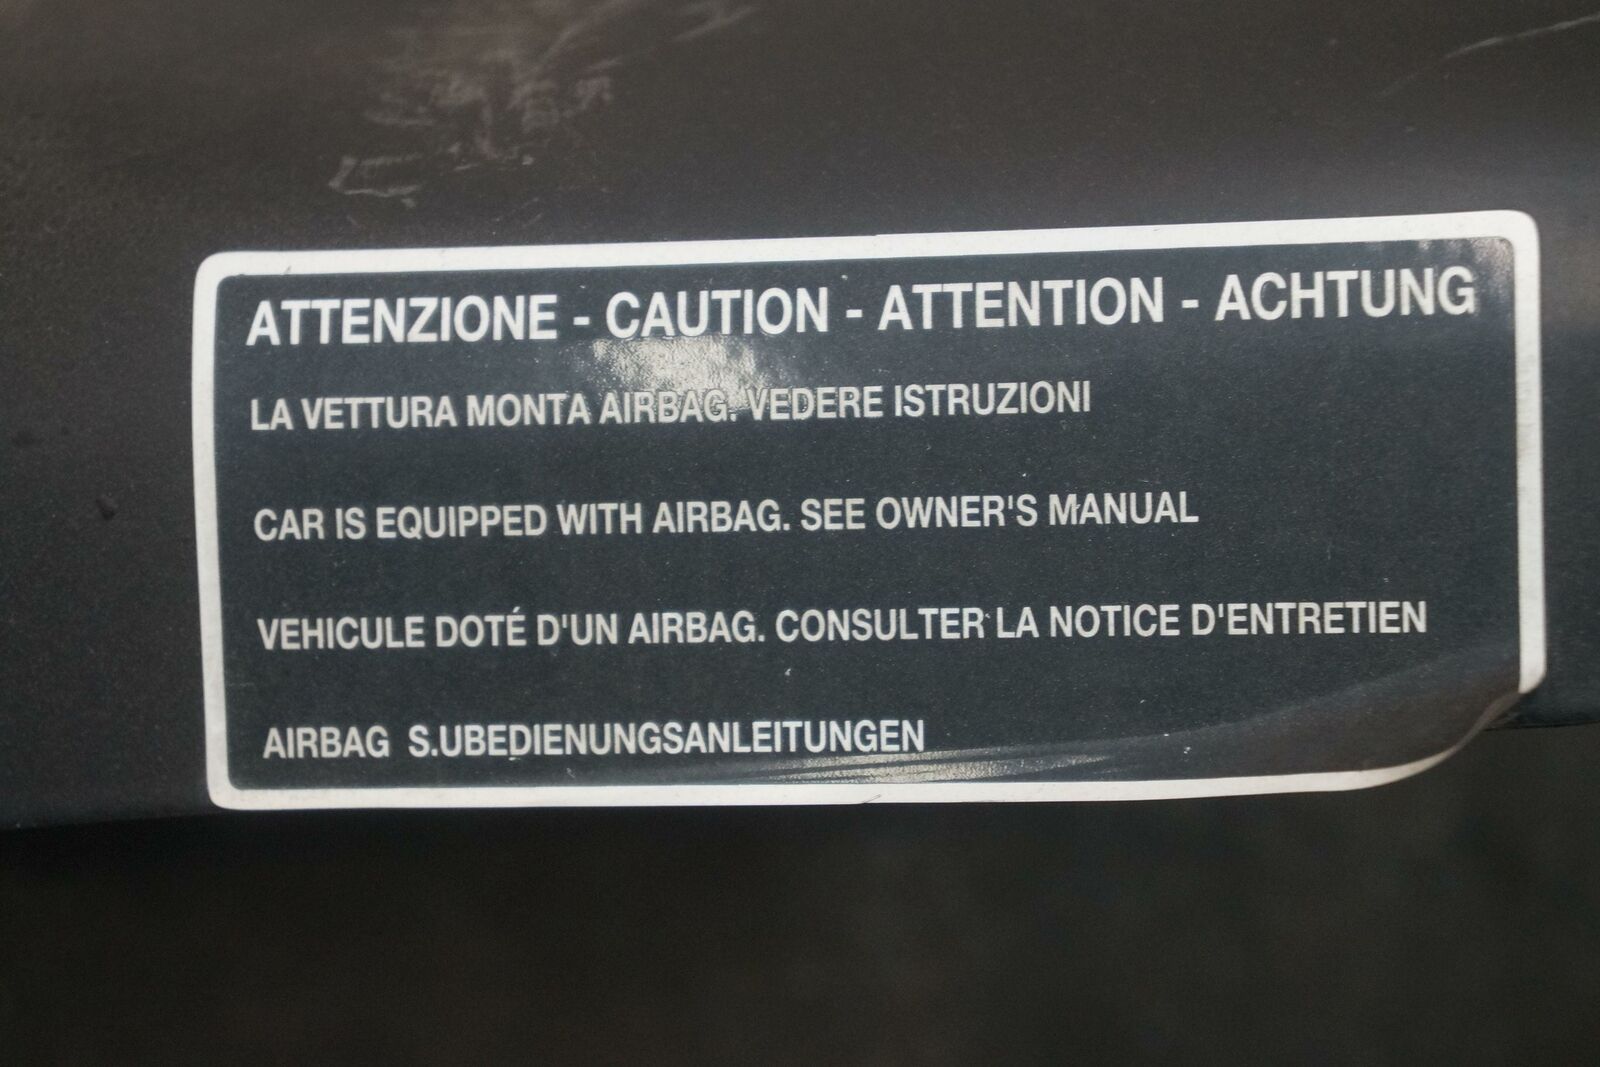 ATTENZIONE - CAUTION - ATTENTION - ACHTUNG
LA VETTURA MONTA AIRBAG. VEDERE ISTRUZIONI
CAR IS EQUIPPED WITH AIRBAG. SEE OWNER'S MANUAL
VEHICULE DOTÉ D'UN AIRBAG. CONSULTER LA NOTICE D'ENTRETIEN
AIRBAG S.UBEDIENUNGSANLEITUNGEN